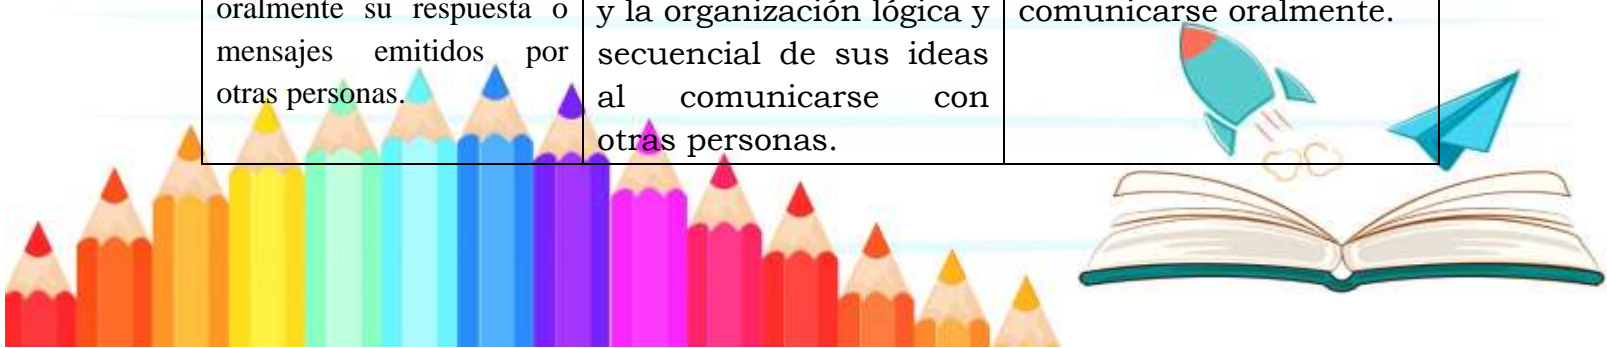 oralmente su respuesta o
mensajes emitidos por
otras personas.
y la organización lógica y
secuencial de sus ideas
al comunicarse con
otras personas.
comunicarse oralmente.